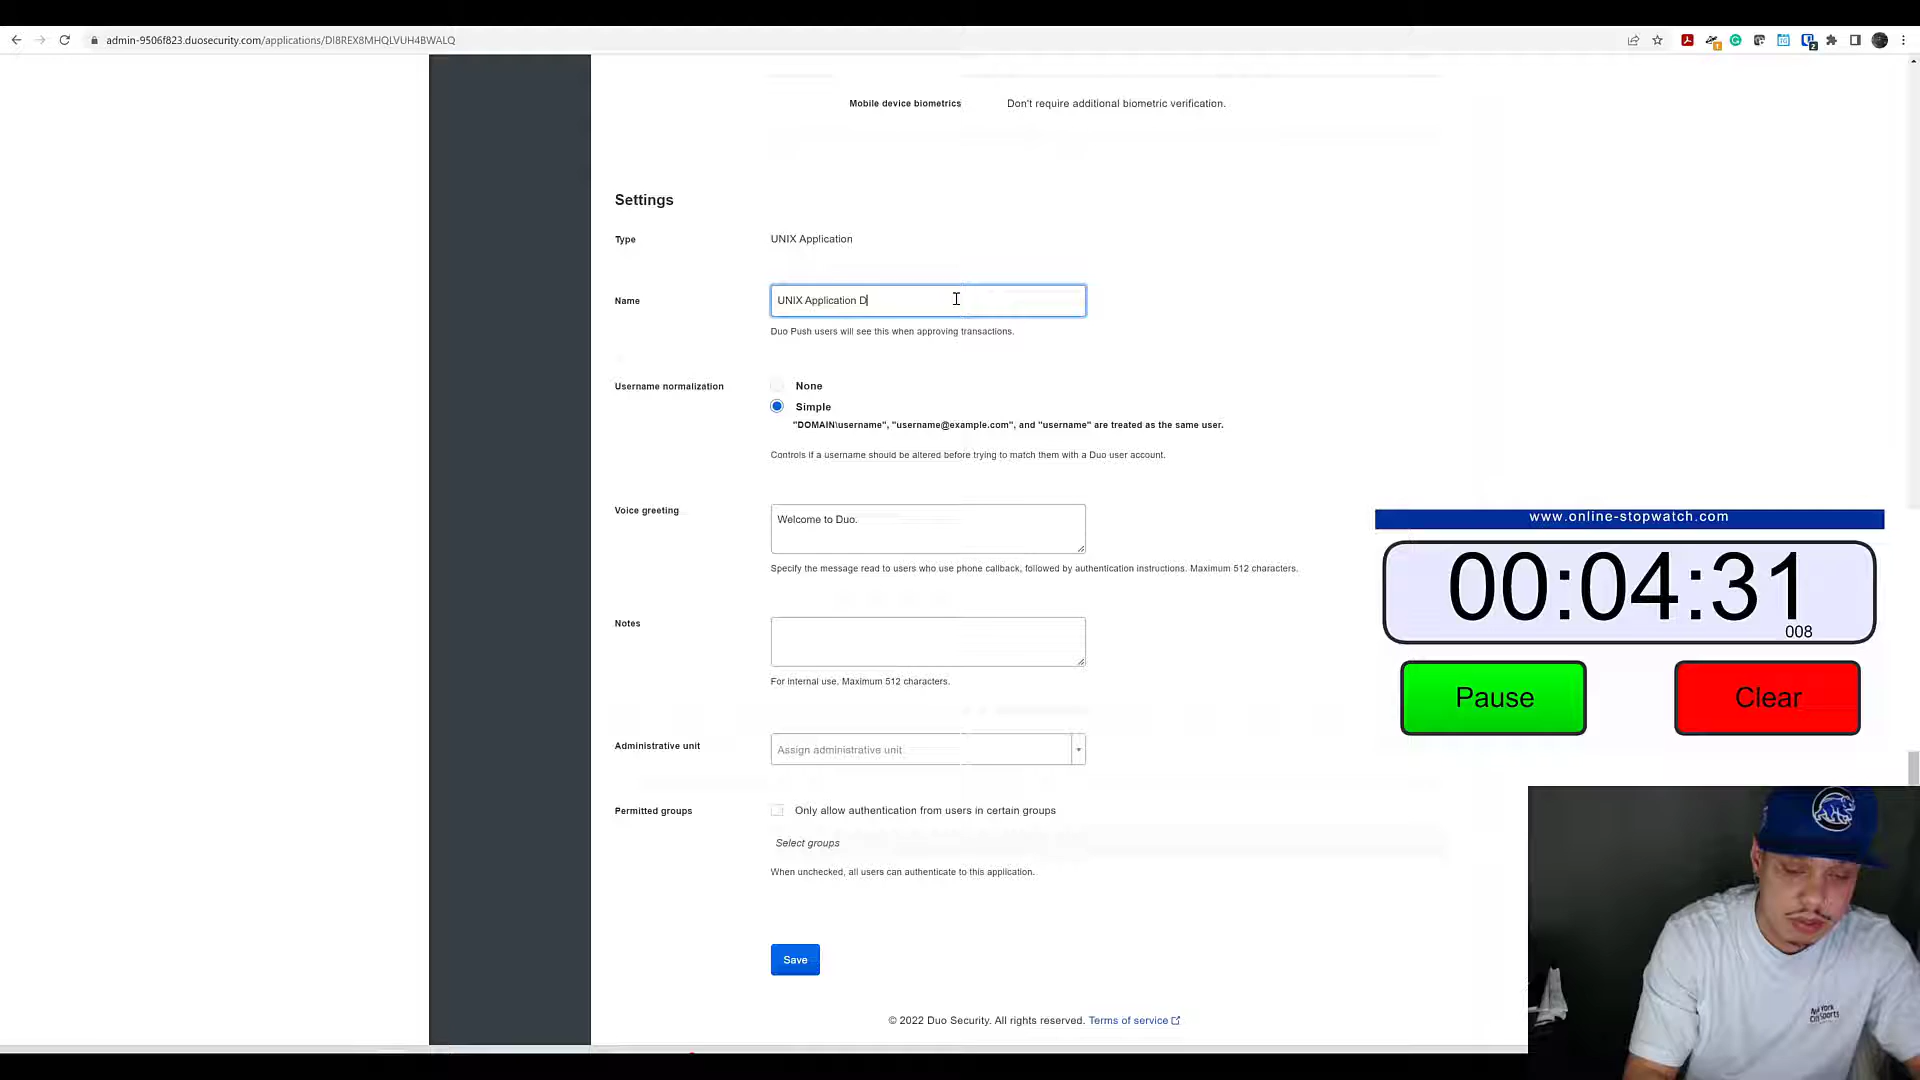 admin-9506f823.duosecurity.com/applications/DI8REX8MHQLVUH4BWALQ
Mobile device biometrics Don't require additional biometric verification.
Settings
Type UNIX Application
Name UNIX Application D
Duo Push users will see this when approving transactions.
Username normalization None
Simple
"DOMAIN\username", "username@example.com", and "username" are treated as the same user.
Controls if a username should be altered before trying to match them with a Duo user account.
Voice greeting Welcome to Duo.
Specify the message read to users who use phone callback, followed by authentication instructions. Maximum 512 characters.
Notes
For internal use. Maximum 512 characters.
Administrative unit Assign administrative unit
Permitted groups Only allow authentication from users in certain groups
Select groups
When unchecked, all users can authenticate to this application.
Save
© 2022 Duo Security. All rights reserved. Terms of service
www.online-stopwatch.com
00:04:31
008
Pause Clear
New York
City Sports